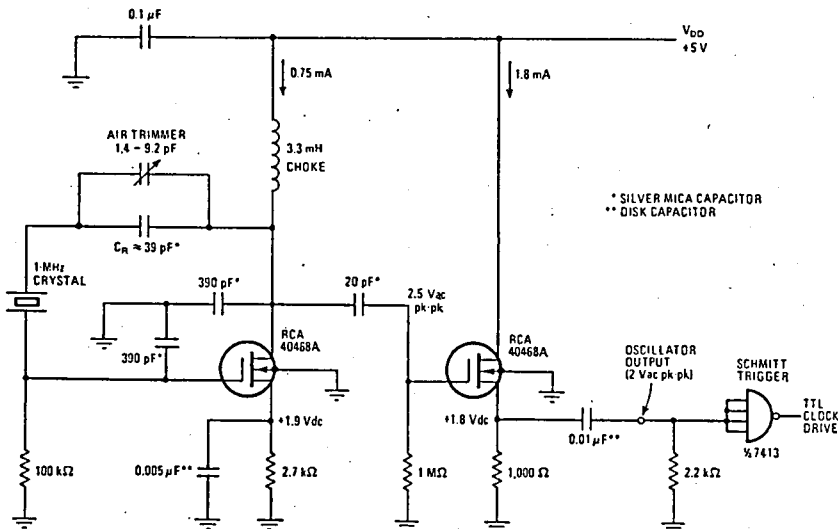 0.1 µF
V_DD
+5 V
0.75 mA
1.8 mA
AIR TRIMMER
1.4 – 9.2 pF
3.3 mH
CHOKE
* SILVER MICA CAPACITOR
** DISK CAPACITOR
C_R ≈ 39 pF*
1-MHz
CRYSTAL
390 pF*
20 pF*
2.5 Vac
pk-pk
RCA
40468A
RCA
40468A
OSCILLATOR
OUTPUT
(2 Vac pk-pk)
SCHMITT
TRIGGER
390 pF*
TTL
CLOCK
DRIVE
+1.9 Vdc
+1.8 Vdc
0.01 µF**
½ 7413
100 kΩ
0.005 µF**
2.7 kΩ
1 MΩ
1,000 Ω
2.2 kΩ